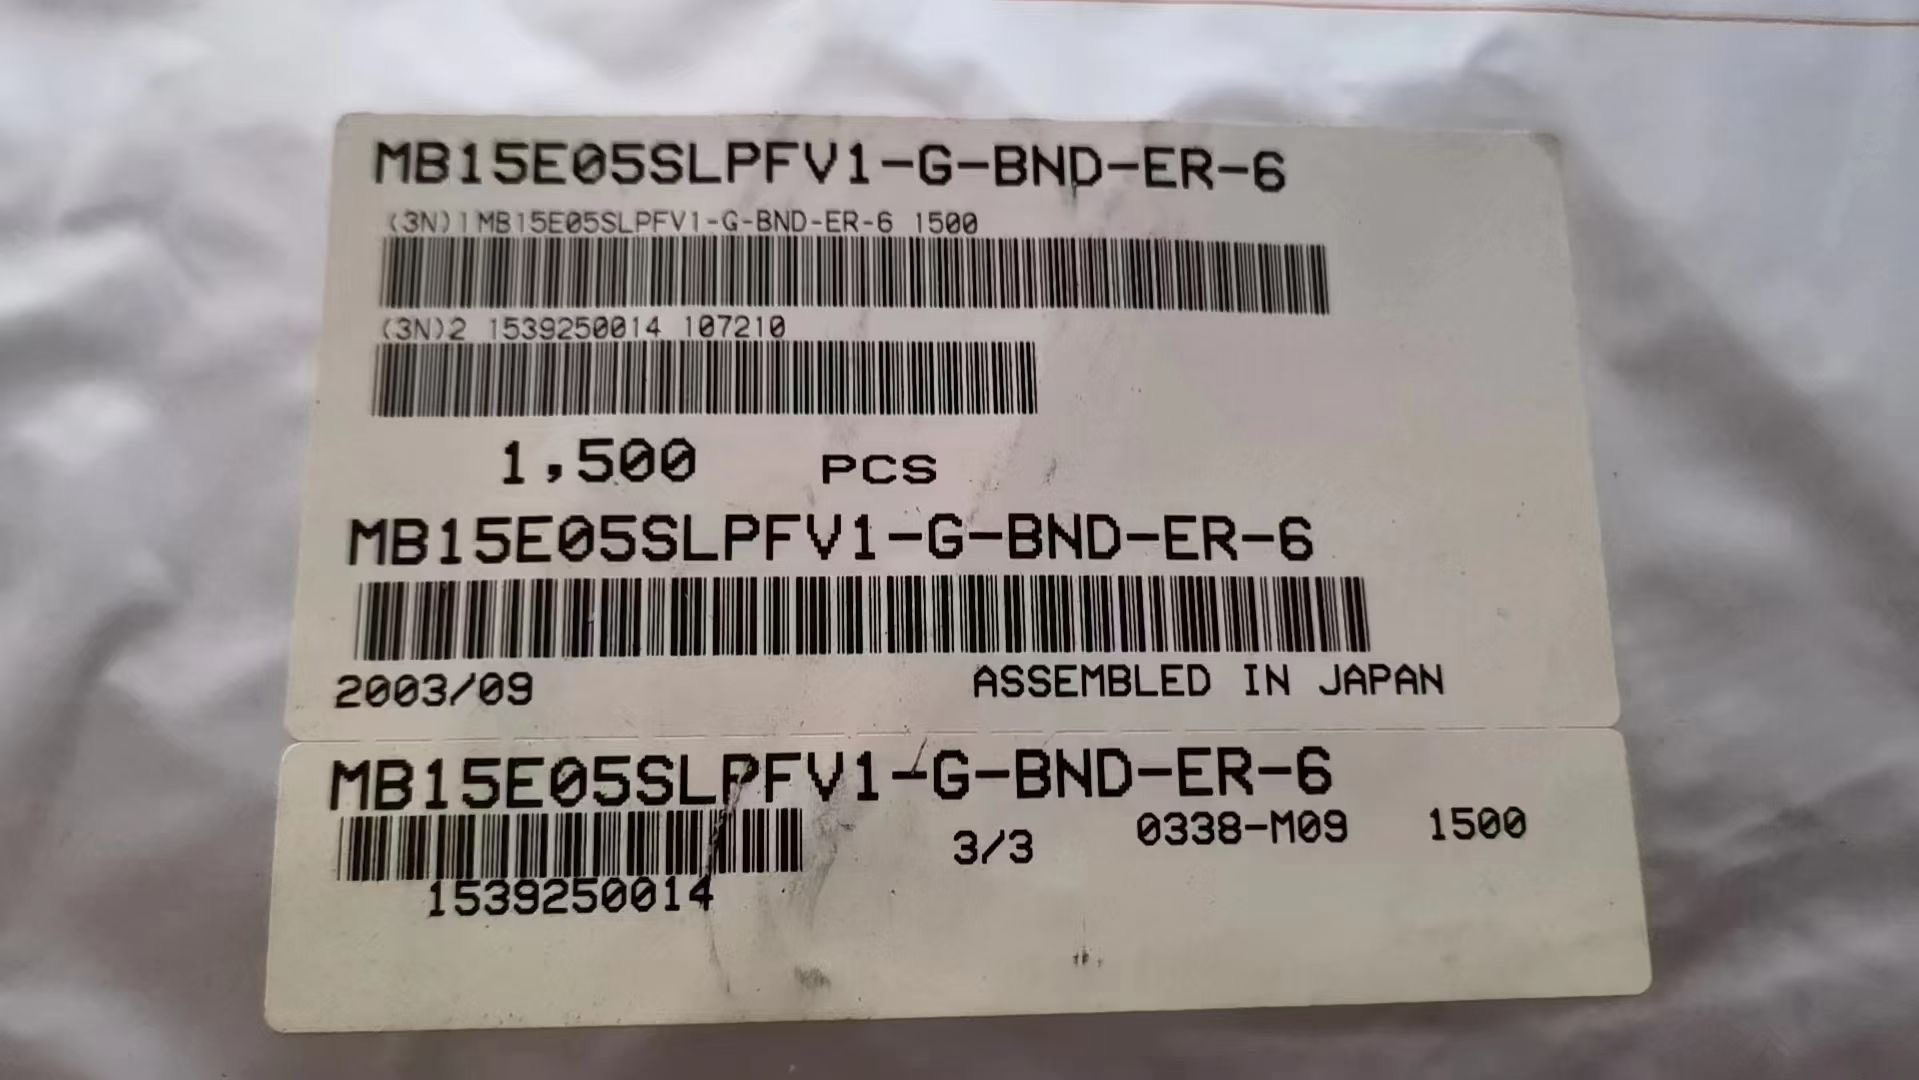 MB15E05SLPFV1-G-BND-ER-6
(3N)1MB15E05SLPFV1-G-BND-ER-6 1500
(3N)2 1539250014 107210
1,500 PCS
MB15E05SLPFV1-G-BND-ER-6
2003/09 ASSEMBLED IN JAPAN
MB15E05SLPFV1-G-BND-ER-6
3/3 0338-M09 1500
1539250014